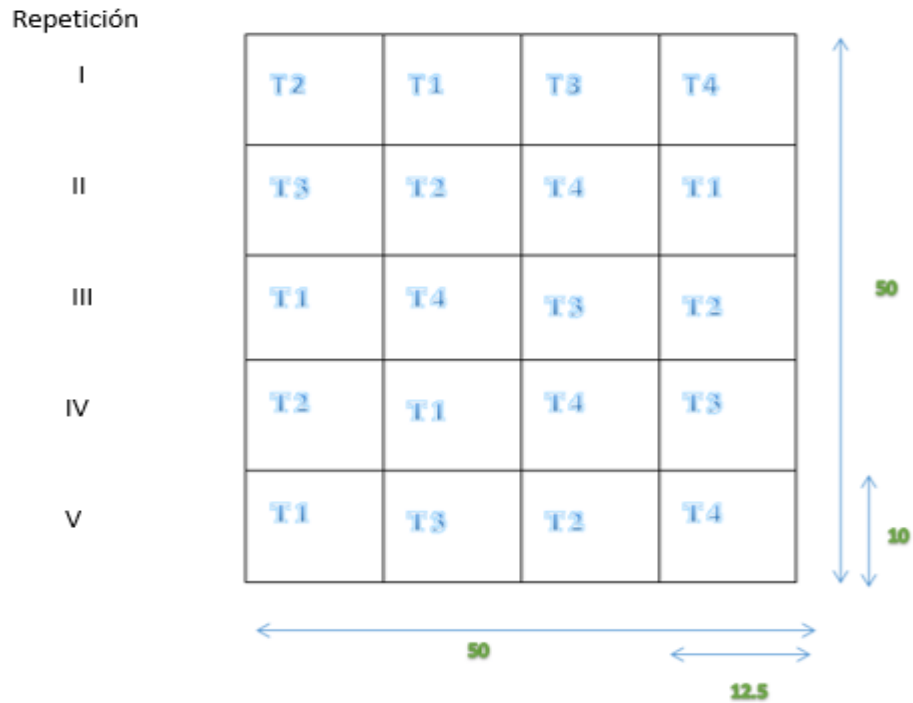 Repetición
I T2 T1 T3 T4
II T3 T2 T4 T1
III T1 T4 T3 T2
50
IV T2 T1 T4 T3
V T1 T3 T2 T4
10
50
12.5